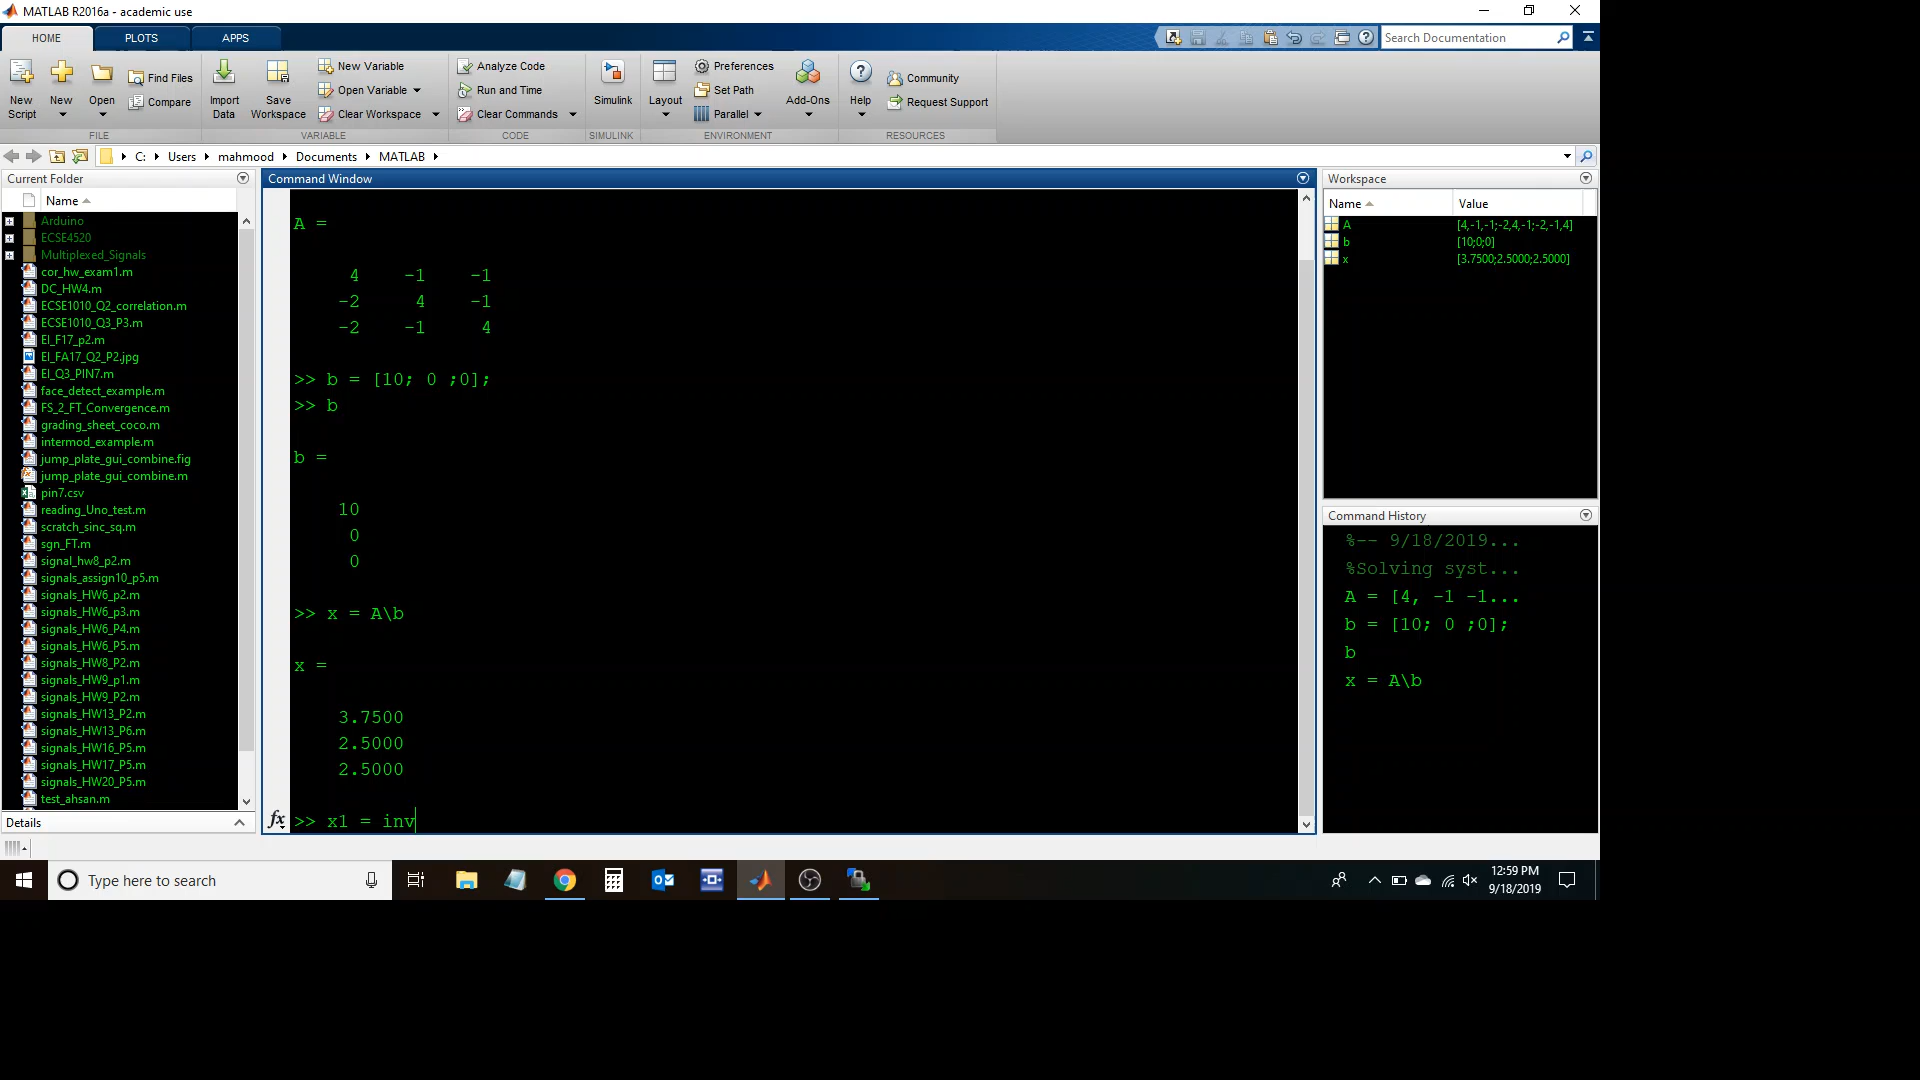 MATLAB R2016a - academic use
HOME
PLOTS
APPS
Search Documentation
New Script
New
Open
Find Files
Compare
Import Data
Save Workspace
New Variable
Open Variable
Clear Workspace
Analyze Code
Run and Time
Clear Commands
Simulink
Layout
Preferences
Set Path
Parallel
Add-Ons
Help
Community
Request Support
FILE
VARIABLE
CODE
SIMULINK
ENVIRONMENT
RESOURCES
C:
Users
mahmood
Documents
MATLAB
Current Folder
Name
Arduino
ECSE4520
Multiplexed_Signals
cor_hw_exam1.m
DC_HW4.m
ECSE1010_Q2_correlation.m
ECSE1010_Q3_P3.m
EI_F17_p2.m
EI_FA17_Q2_P2.jpg
EI_Q3_PIN7.m
face_detect_example.m
FS_2_FT_Convergence.m
grading_sheet_coco.m
intermod_example.m
jump_plate_gui_combine.fig
jump_plate_gui_combine.m
pin7.csv
reading_Uno_test.m
scratch_sinc_sq.m
sgn_FT.m
signal_hw8_p2.m
signals_assign10_p5.m
signals_HW6_p2.m
signals_HW6_p3.m
signals_HW6_P4.m
signals_HW6_P5.m
signals_HW8_P2.m
signals_HW9_p1.m
signals_HW9_P2.m
signals_HW13_P2.m
signals_HW13_P6.m
signals_HW16_P5.m
signals_HW17_P5.m
signals_HW20_P5.m
test_ahsan.m
Details
Command Window
A =
4 -1 -1
-2 4 -1
-2 -1 4
>> b = [10; 0 ;0];
>> b
b =
10
0
0
>> x = A\b
x =
3.7500
2.5000
2.5000
fx >> x1 = inv
Workspace
Name Value
A [4,-1,-1;-2,4,-1;-2,-1,4]
b [10;0;0]
x [3.7500;2.5000;2.5000]
Command History
%-- 9/18/2019...
%Solving syst...
A = [4, -1 -1...
b = [10; 0 ;0];
b
x = A\b
Type here to search
12:59 PM
9/18/2019